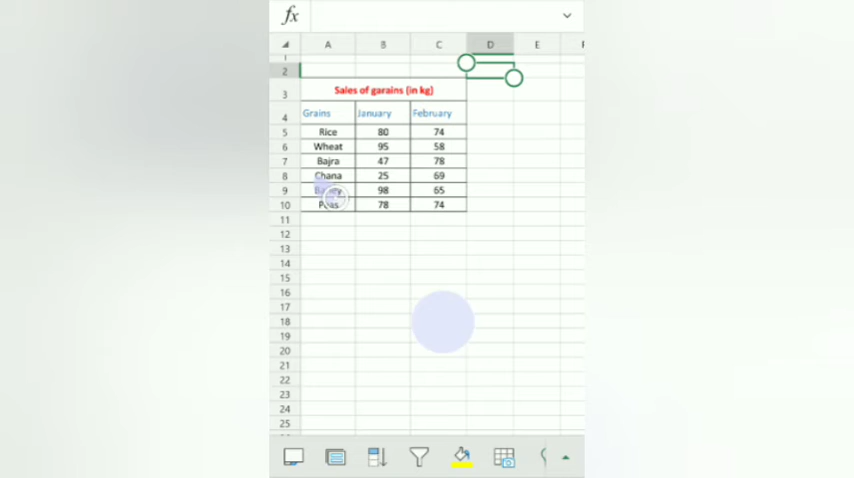 fx
A B C D E
1
2
3 Sales of garains (in kg)
4 Grains January February
5 Rice 80 74
6 Wheat 95 58
7 Bajra 47 78
8 Chana 25 69
9 98 65
10 Peas 78 74
11
12
13
14
15
16
17
18
19
20
21
22
23
24
25